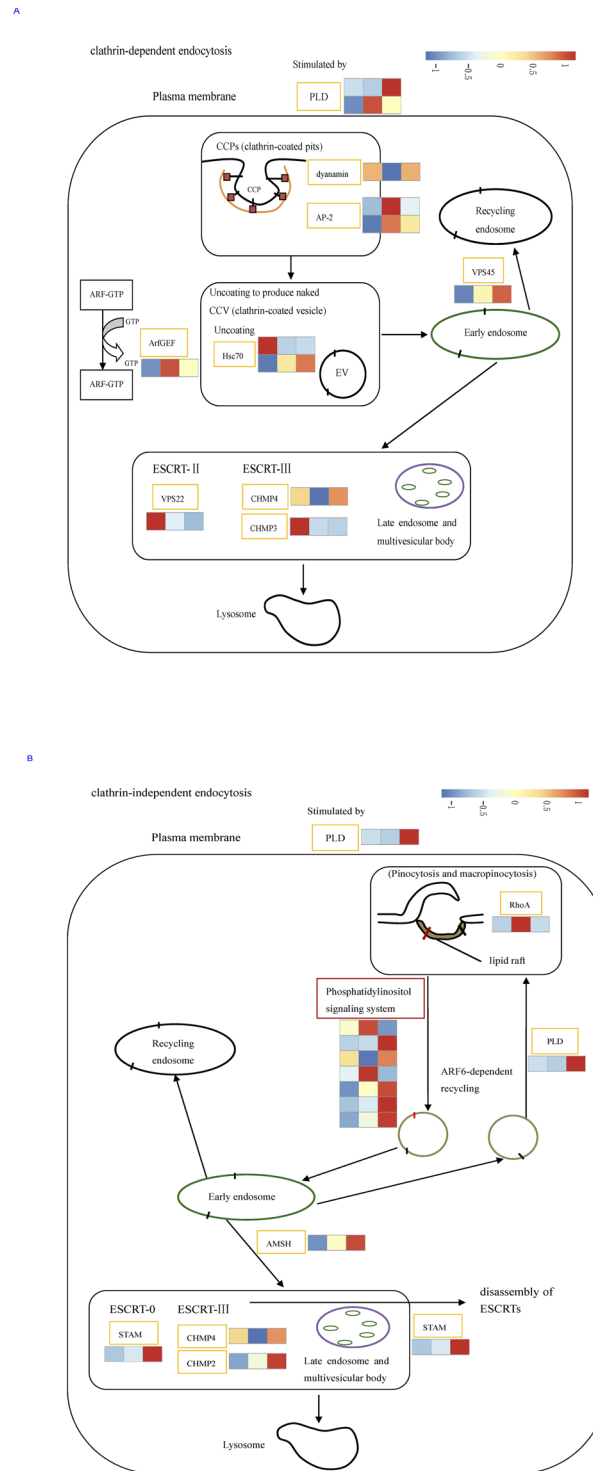 A
clathrin-dependent endocytosis
-1
-0.5
0
0.5
1
Stimulated by
Plasma membrane
PLD
CCPs (clathrin-coated pits)
CCP
dyanamin
AP-2
Recycling
endosome
VPS45
ARF-GTP
GTP
ArfGEF
GTP
ARF-GTP
Uncoating to produce naked
CCV (clathrin-coated vesicle)
Uncoating
Hsc70
EV
Early endosome
ESCRT-Ⅱ
ESCRT-Ⅲ
VPS22
CHMP4
CHMP3
Late endosome and
multivesicular body
Lysosome
B
clathrin-independent endocytosis
-1
-0.5
0
0.5
1
Stimulated by
Plasma membrane
PLD
(Pinocytosis and macropinocytosis)
RhoA
lipid raft
Phosphatidylinositol
signaling system
Recycling
endosome
PLD
ARF6-dependent
recycling
Early endosome
AMSH
ESCRT-0
ESCRT-Ⅲ
disassembly of
ESCRTs
STAM
CHMP4
STAM
CHMP2
Late endosome and
multivesicular body
Lysosome